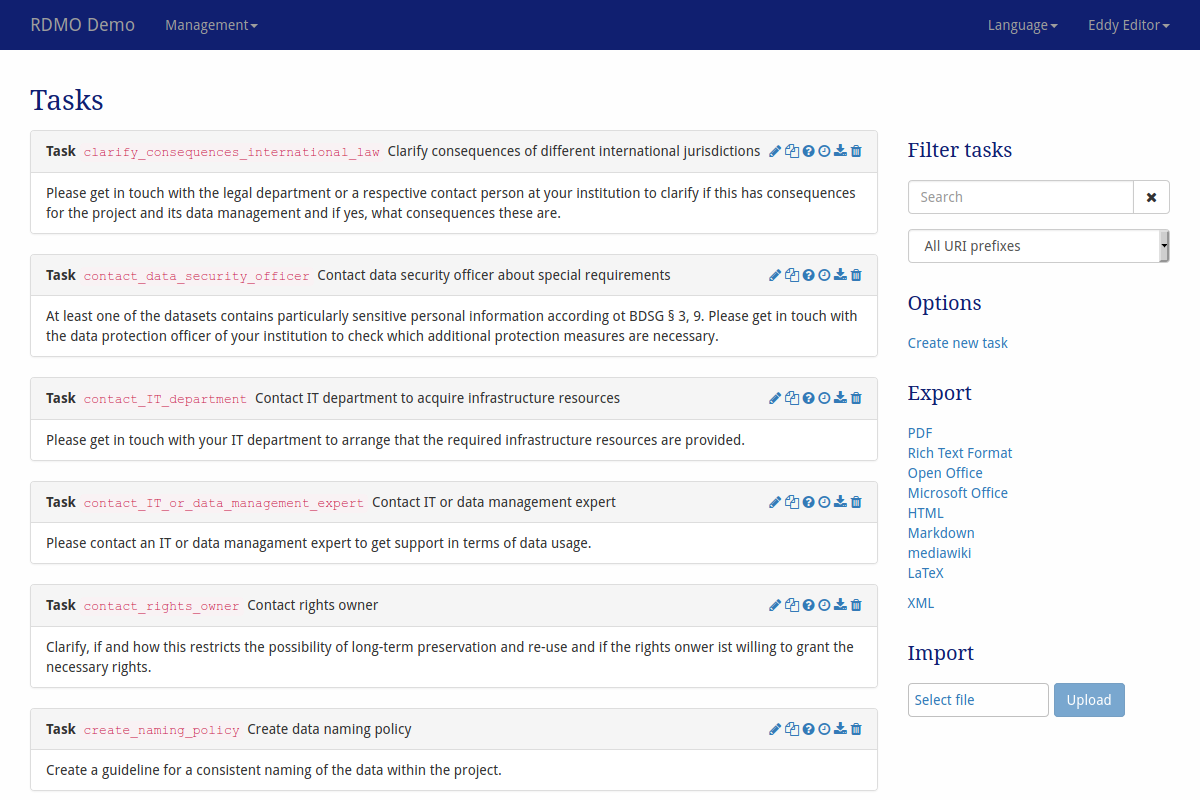 RDMO Demo Management Language Eddy Editor
Tasks
Task clarify_consequences_international_law Clarify consequences of different international jurisdictions
Please get in touch with the legal department or a respective contact person at your institution to clarify if this has consequences
for the project and its data management and if yes, what consequences these are.
Task contact_data_security_officer Contact data security officer about special requirements
At least one of the datasets contains particularly sensitive personal information according ot BDSG § 3, 9. Please get in touch with
the data protection officer of your institution to check which additional protection measures are necessary.
Task contact_IT_department Contact IT department to acquire infrastructure resources
Please get in touch with your IT department to arrange that the required infrastructure resources are provided.
Task contact_IT_or_data_management_expert Contact IT or data management expert
Please contact an IT or data managament expert to get support in terms of data usage.
Task contact_rights_owner Contact rights owner
Clarify, if and how this restricts the possibility of long-term preservation and re-use and if the rights onwer ist willing to grant the
necessary rights.
Task create_naming_policy Create data naming policy
Create a guideline for a consistent naming of the data within the project.
Filter tasks
Search
All URI prefixes
Options
Create new task
Export
PDF
Rich Text Format
Open Office
Microsoft Office
HTML
Markdown
mediawiki
LaTeX
XML
Import
Select file Upload